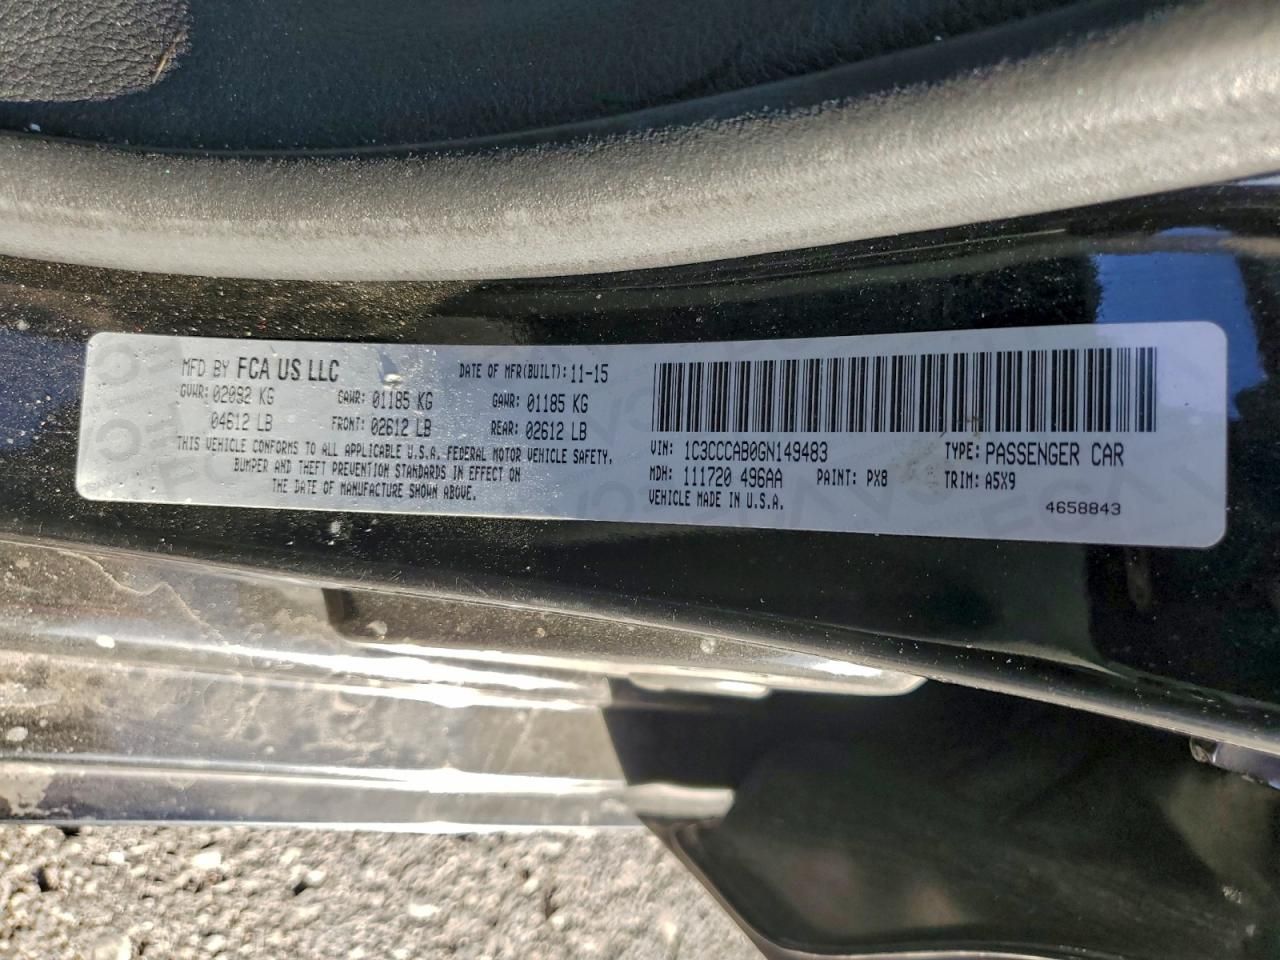 MFD BY FCA US LLC DATE OF MFR(BUILT): 11-15
GVWR: 02092 KG GAWR: 01185 KG GAWR: 01185 KG
04612 LB FRONT: 02612 LB REAR: 02612 LB
THIS VEHICLE CONFORMS TO ALL APPLICABLE U.S.A. FEDERAL MOTOR VEHICLE SAFETY,
BUMPER AND THEFT PREVENTION STANDARDS IN EFFECT ON
THE DATE OF MANUFACTURE SHOWN ABOVE.
VIN: 1C3CCCAB0GN149483 TYPE: PASSENGER CAR
MDH: 111720 496AA PAINT: PX8 TRIM: A5X9
VEHICLE MADE IN U.S.A.
4658843